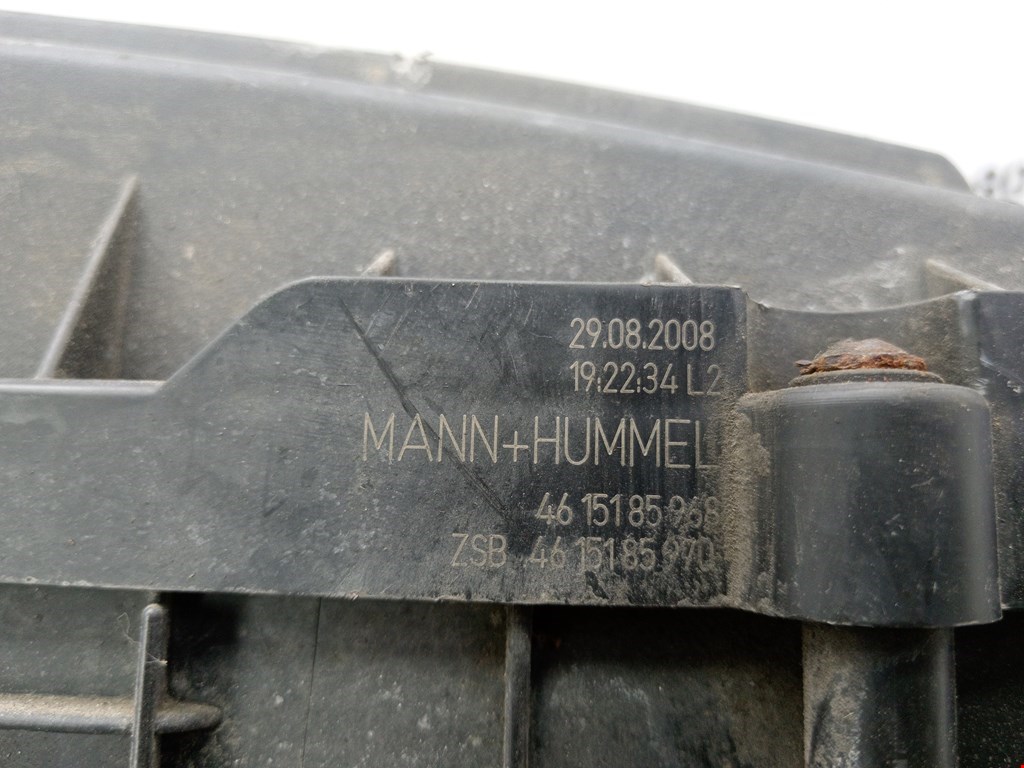 29.08.2008
19:22:34 L2
MANN+HUMMEL
46 151 85 968
ZSB 46 151 85 970